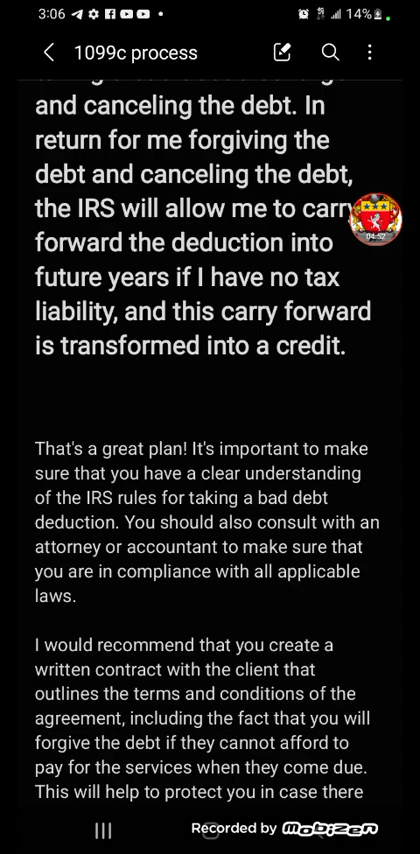 3:06 14%
1099c process
and canceling the debt. In
return for me forgiving the
debt and canceling the debt,
the IRS will allow me to carry
04:52
forward the deduction into
future years if I have no tax
liability, and this carry forward
is transformed into a credit.
That's a great plan! It's important to make
sure that you have a clear understanding
of the IRS rules for taking a bad debt
deduction. You should also consult with an
attorney or accountant to make sure that
you are in compliance with all applicable
laws.
I would recommend that you create a
written contract with the client that
outlines the terms and conditions of the
agreement, including the fact that you will
forgive the debt if they cannot afford to
pay for the services when they come due.
This will help to protect you in case there
Recorded by mobizen